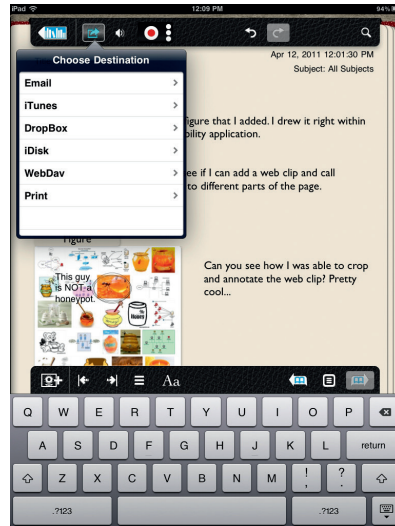 iPad 12:09 PM 94%
Choose Destination
Apr 12, 2011 12:01:30 PM
Subject: All Subjects
Email
iTunes
DropBox
iDisk
WebDav
Print
figure that I added. I drew it right within
bility application.
ee if I can add a web clip and call
to different parts of the page.
Figure
This guy
is NOT a
honeypot.
Can you see how I was able to crop
and annotate the web clip? Pretty
cool...
Aa
Q W E R T Y U I O P
A S D F G H J K L return
Z X C V B N M ! , ? .
.?123 .?123